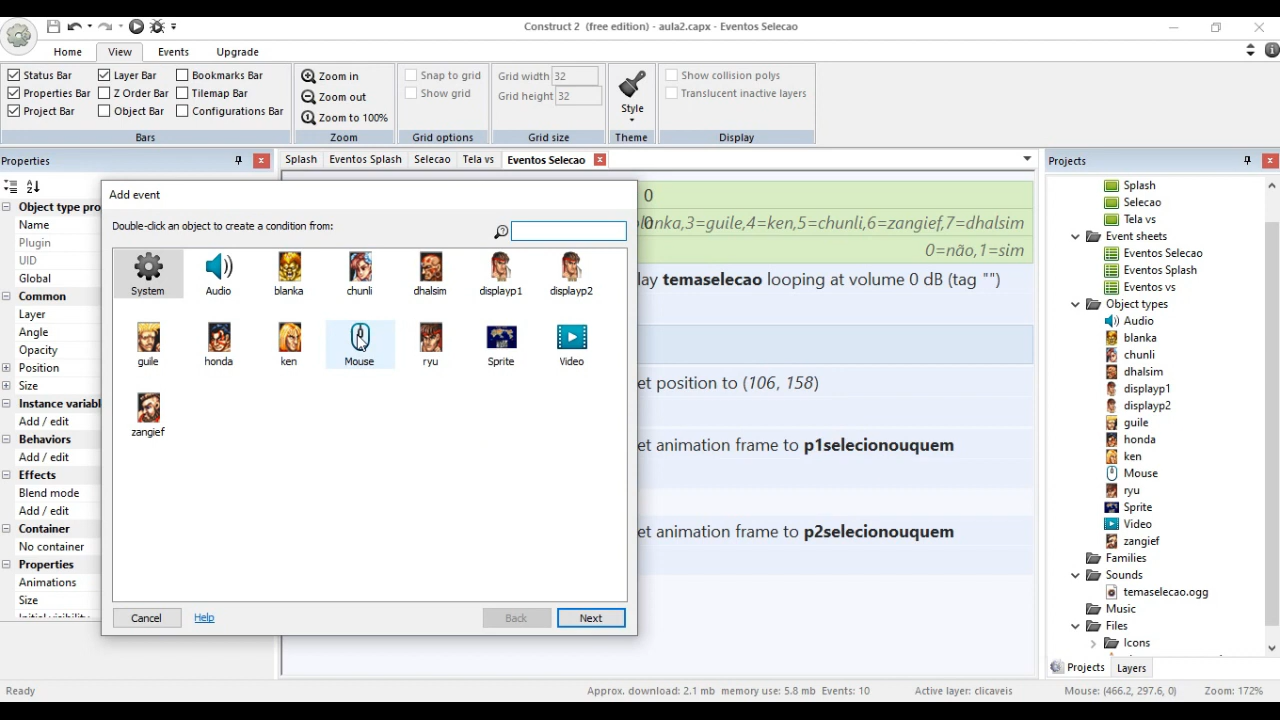 Construct 2 (free edition) - aula2.capx - Eventos Selecao
Home View Events Upgrade
Status Bar Layer Bar Bookmarks Bar
Properties Bar Z Order Bar Tilemap Bar
Project Bar Object Bar Configurations Bar
Bars
Zoom in
Zoom out
Zoom to 100%
Zoom
Snap to grid
Show grid
Grid options
Grid width 32
Grid height 32
Grid size
Style
Theme
Show collision polys
Translucent inactive layers
Display
Properties
Object type pro
Name
Plugin
UID
Global
Common
Layer
Angle
Opacity
Position
Size
Instance variabl
Add / edit
Behaviors
Add / edit
Effects
Blend mode
Add / edit
Container
No container
Properties
Animations
Size
Splash Eventos Splash Selecao Tela vs Eventos Selecao
Add event
Double-click an object to create a condition from:
System Audio blanka chunli dhalsim displayp1 displayp2
guile honda ken Mouse ryu Sprite Video
zangief
Cancel Help Back Next
0
0
lanka,3=guile,4=ken,5=chunli,6=zangief,7=dhalsim
0=não,1=sim
lay temaselecao looping at volume 0 dB (tag "")
et position to (106, 158)
et animation frame to p1selecionouquem
et animation frame to p2selecionouquem
Projects
Splash
Selecao
Tela vs
Event sheets
Eventos Selecao
Eventos Splash
Eventos vs
Object types
Audio
blanka
chunli
dhalsim
displayp1
displayp2
guile
honda
ken
Mouse
ryu
Sprite
Video
zangief
Families
Sounds
temaselecao.ogg
Music
Files
Icons
Projects Layers
Ready
Approx. download: 2.1 mb memory use: 5.8 mb Events: 10 Active layer: clicaveis Mouse: (466.2, 297.6, 0) Zoom: 172%